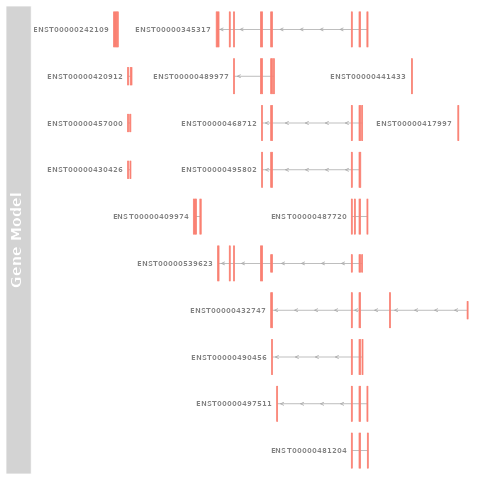 Gene Model
ENST00000242109 ENST00000345317
ENST00000420912 ENST00000489977 ENST00000441433
ENST00000457000 ENST00000468712 ENST00000417997
ENST00000430426 ENST00000495802
ENST00000409974 ENST00000487720
ENST00000539623
ENST00000432747
ENST00000490456
ENST00000497511
ENST00000481204